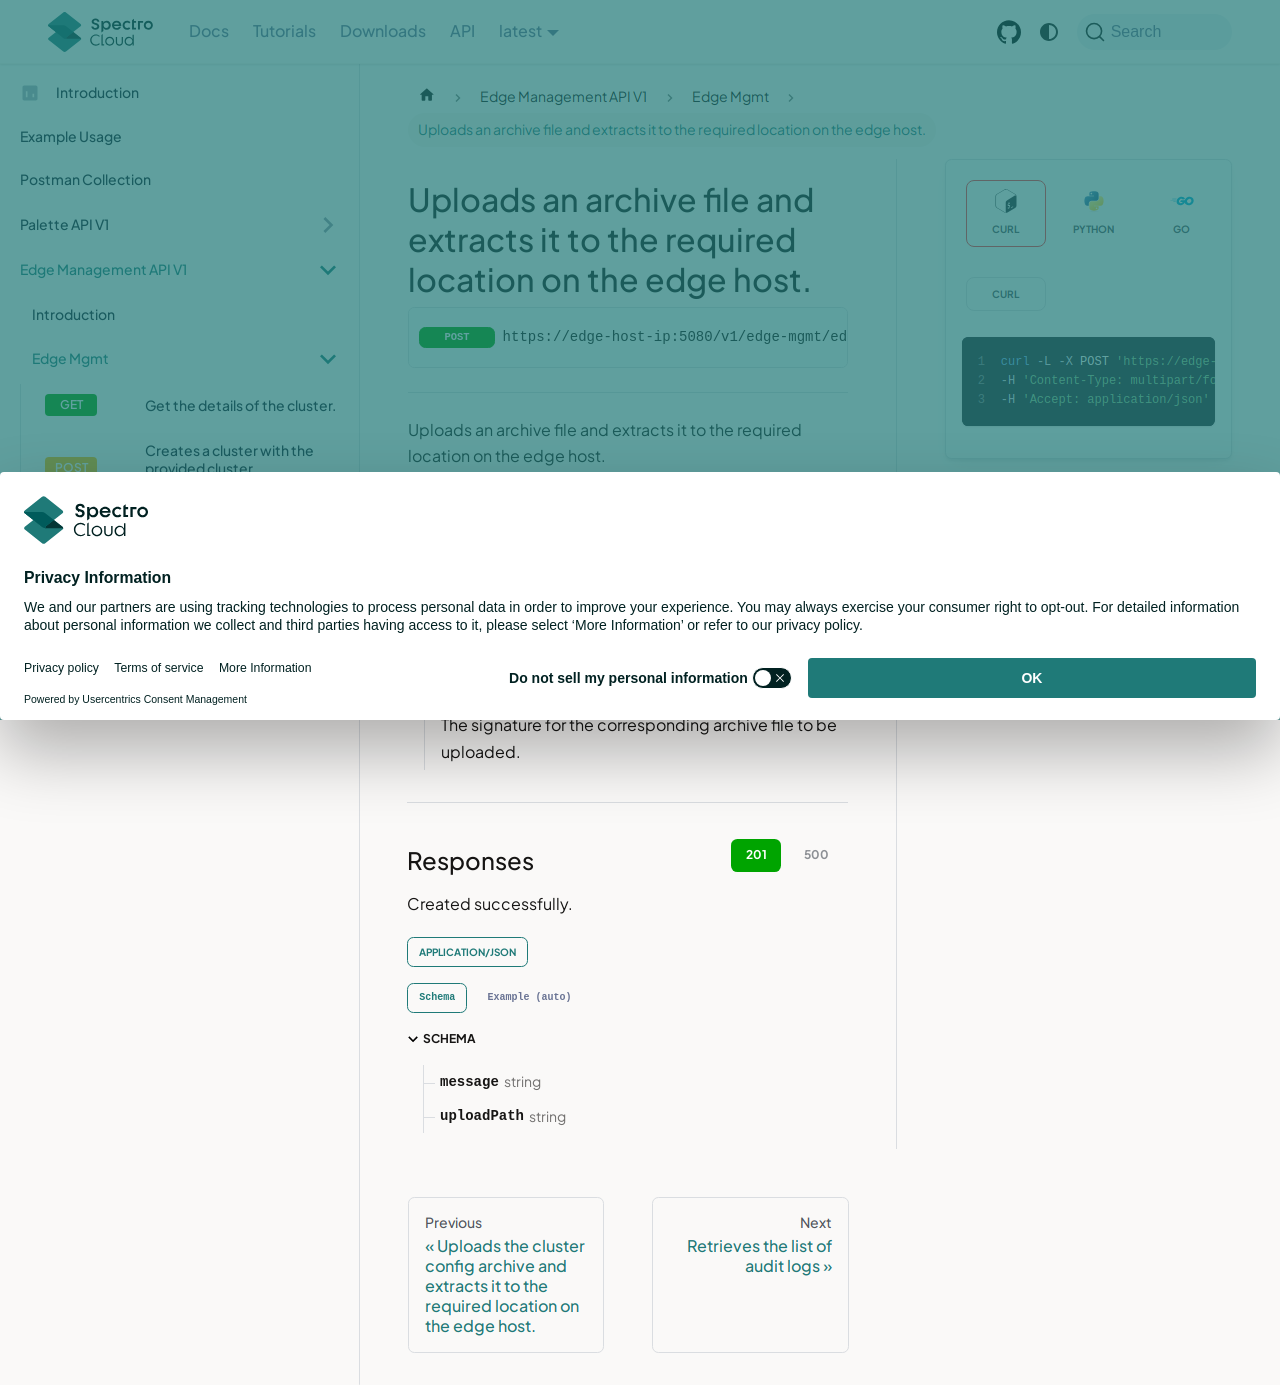 Spectro Cloud
Docs
Tutorials
Downloads
API
latest
Search
Introduction
Example Usage
Postman Collection
Palette API V1
Edge Management API V1
Introduction
Edge Mgmt
GET
Get the details of the cluster.
POST
Creates a cluster with the
provided cluster
Edge Management API V1
Edge Mgmt
Uploads an archive file and extracts it to the required location on the edge host.
Uploads an archive file and
extracts it to the required
location on the edge host.
POST
https://edge-host-ip:5080/v1/edge-mgmt/ed
Uploads an archive file and extracts it to the required
location on the edge host.
CURL
PYTHON
GO
CURL
1 curl -L -X POST 'https://edge-
2 -H 'Content-Type: multipart/fo
3 -H 'Accept: application/json'
Spectro
Cloud
Privacy Information
We and our partners are using tracking technologies to process personal data in order to improve your experience. You may always exercise your consumer right to opt-out. For detailed information
about personal information we collect and third parties having access to it, please select ‘More Information’ or refer to our privacy policy.
Privacy policy
Terms of service
More Information
Powered by Usercentrics Consent Management
Do not sell my personal information
OK
The signature for the corresponding archive file to be
uploaded.
Responses
201
500
Created successfully.
APPLICATION/JSON
Schema
Example (auto)
SCHEMA
message string
uploadPath string
Previous
« Uploads the cluster
config archive and
extracts it to the
required location on
the edge host.
Next
Retrieves the list of
audit logs »